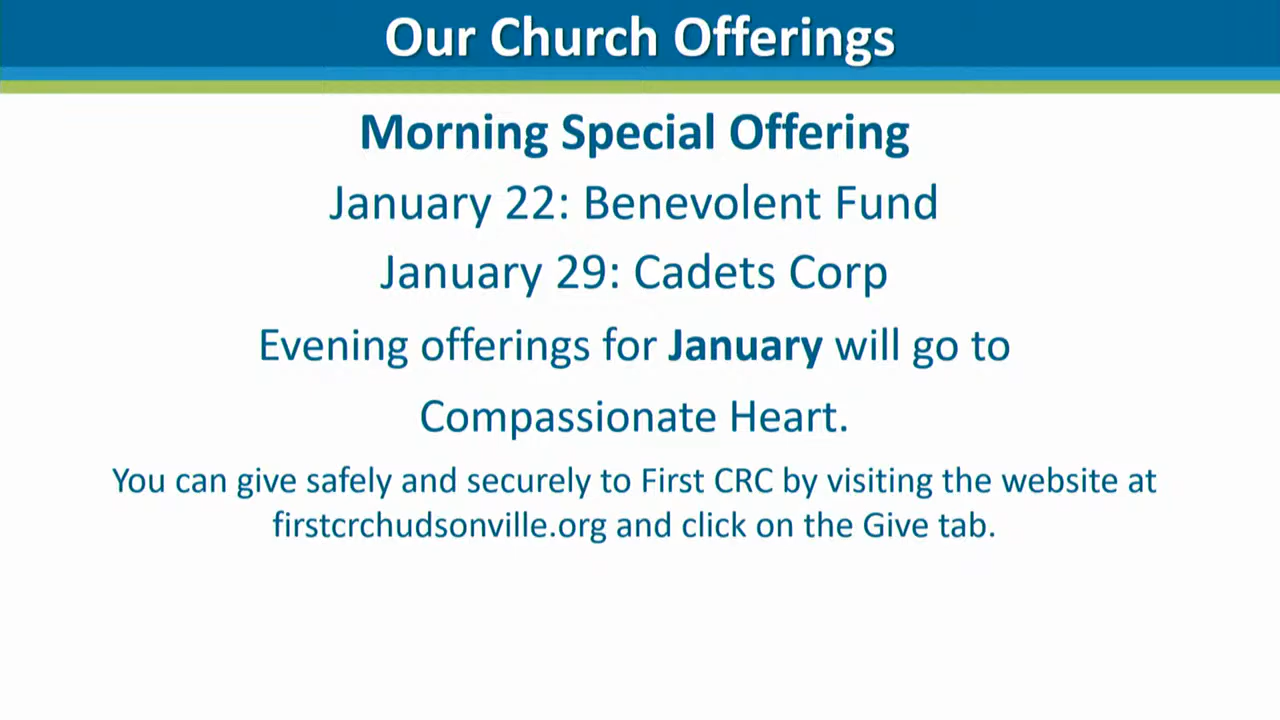 Our Church Offerings
Morning Special Offering
January 22: Benevolent Fund
January 29: Cadets Corp
Evening offerings for January will go to
Compassionate Heart.
You can give safely and securely to First CRC by visiting the website at
firstcrchudsonville.org and click on the Give tab.